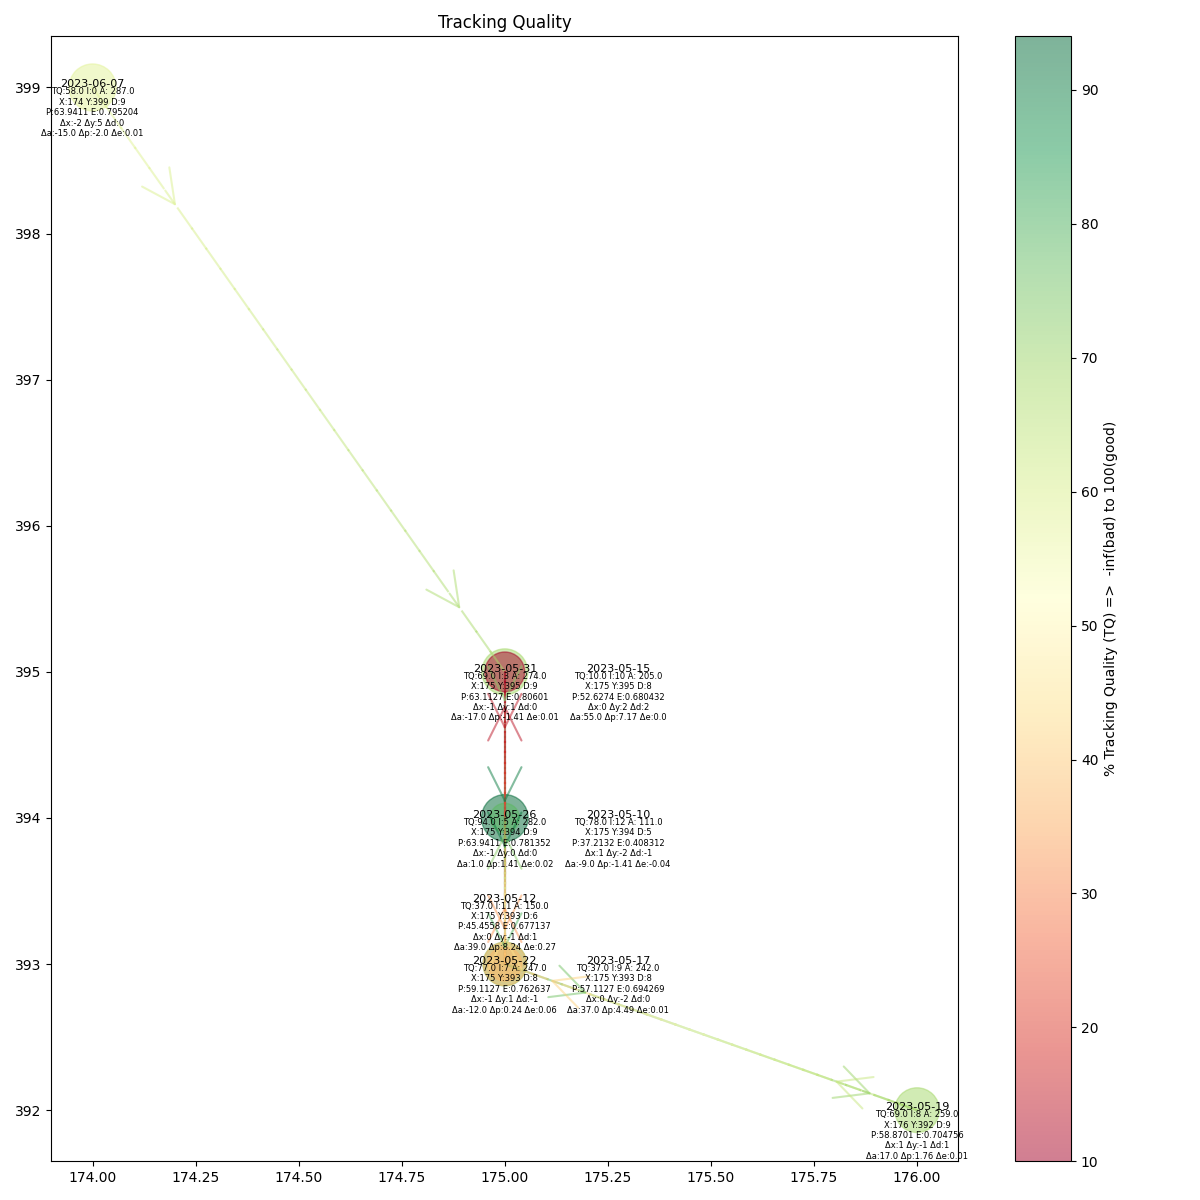 Tracking Quality
2023-06-07
TQ:58.0 I:0 A: 287.0
X:174 Y:399 D:9
P:63.9411 E:0.795204
Δx:-2 Δy:5 Δd:0
Δa:-15.0 Δp:-2.0 Δe:0.01
2023-05-31
TQ:69.0 I:3 A: 274.0
X:175 Y:395 D:9
P:63.1127 E:0.80601
Δx:-1 Δy:1 Δd:0
Δa:-17.0 Δp:-1.41 Δe:0.01
2023-05-15
TQ:10.0 I:10 A: 205.0
X:175 Y:395 D:8
P:52.6274 E:0.680432
Δx:0 Δy:2 Δd:2
Δa:55.0 Δp:7.17 Δe:0.0
2023-05-26
TQ:94.0 I:5 A: 282.0
X:175 Y:394 D:9
P:63.9411 E:0.781352
Δx:-1 Δy:0 Δd:0
Δa:1.0 Δp:1.41 Δe:0.02
2023-05-10
TQ:78.0 I:12 A: 111.0
X:175 Y:394 D:5
P:37.2132 E:0.408312
Δx:1 Δy:-2 Δd:-1
Δa:-9.0 Δp:-1.41 Δe:-0.04
2023-05-12
TQ:37.0 I:11 A: 150.0
X:175 Y:393 D:6
P:45.4558 E:0.677137
Δx:0 Δy:-1 Δd:1
Δa:39.0 Δp:8.24 Δe:0.27
2023-05-22
TQ:77.0 I:7 A: 247.0
X:175 Y:393 D:8
P:59.1127 E:0.762637
Δx:-1 Δy:1 Δd:-1
Δa:-12.0 Δp:0.24 Δe:0.06
2023-05-17
TQ:37.0 I:9 A: 242.0
X:175 Y:393 D:8
P:57.1127 E:0.694269
Δx:0 Δy:-2 Δd:0
Δa:37.0 Δp:4.49 Δe:0.01
2023-05-19
TQ:69.0 I:8 A: 259.0
X:176 Y:392 D:9
P:58.8701 E:0.704756
Δx:1 Δy:-1 Δd:1
Δa:17.0 Δp:1.76 Δe:0.01
399
398
397
396
395
394
393
392
174.00
174.25
174.50
174.75
175.00
175.25
175.50
175.75
176.00
90
80
70
60
50
40
30
20
10
% Tracking Quality (TQ) => -inf(bad) to 100(good)